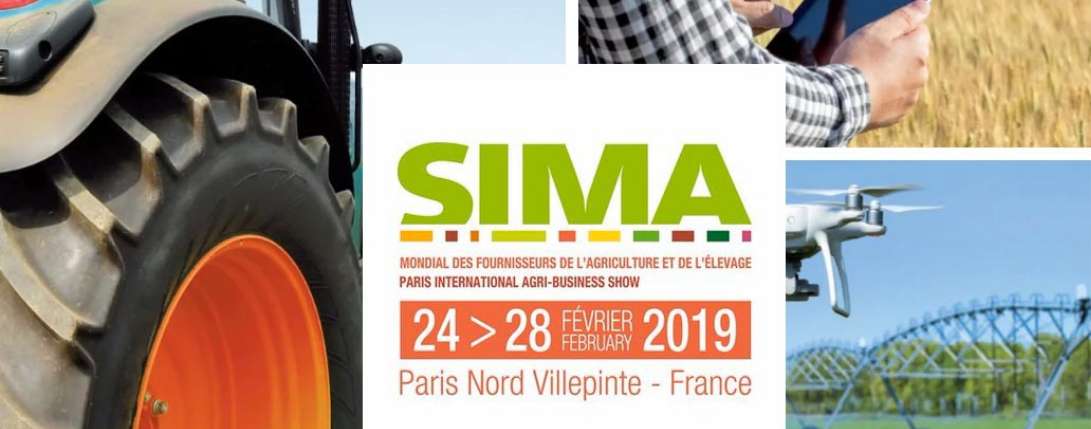 SIMA
MONDIAL DES FOURNISSEURS DE L'AGRICULTURE ET DE L'ÉLEVAGE
PARIS INTERNATIONAL AGRI-BUSINESS SHOW
24 > 28 FÉVRIER FEBRUARY 2019
Paris Nord Villepinte - France